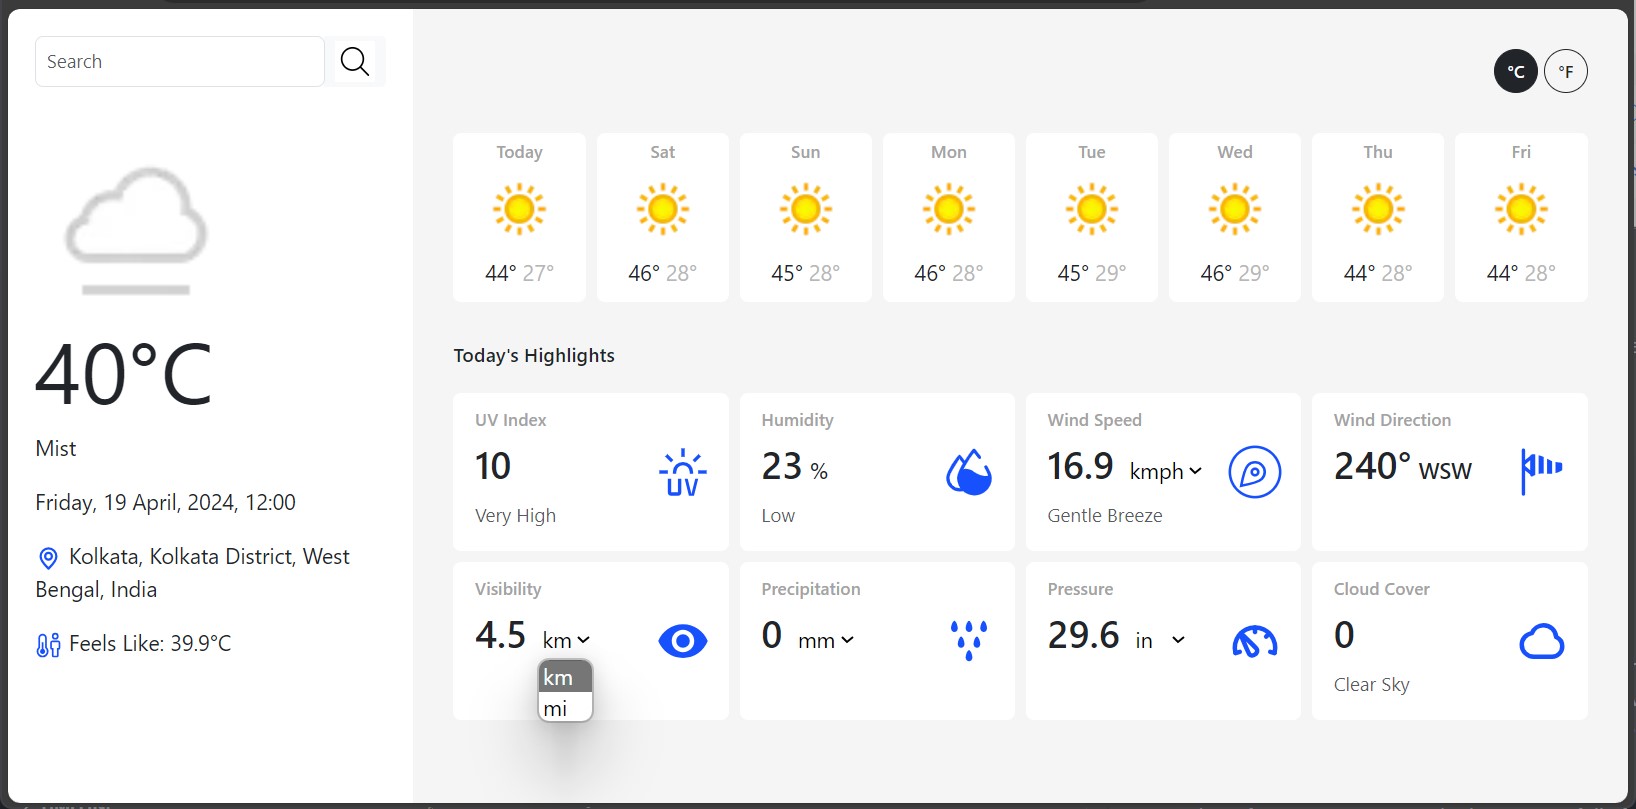 Search
40°C
Mist
Friday, 19 April, 2024, 12:00
Kolkata, Kolkata District, West
Bengal, India
Feels Like: 39.9°C
°C °F
Today Sat Sun Mon Tue Wed Thu Fri
44° 27° 46° 28° 45° 28° 46° 28° 45° 29° 46° 29° 44° 28° 44° 28°
Today's Highlights
UV Index
10
UV
Very High
Humidity
23 %
Low
Wind Speed
16.9 kmph
Gentle Breeze
Wind Direction
240° WSW
Visibility
4.5 km
km
mi
Precipitation
0 mm
Pressure
29.6 in
Cloud Cover
0
Clear Sky